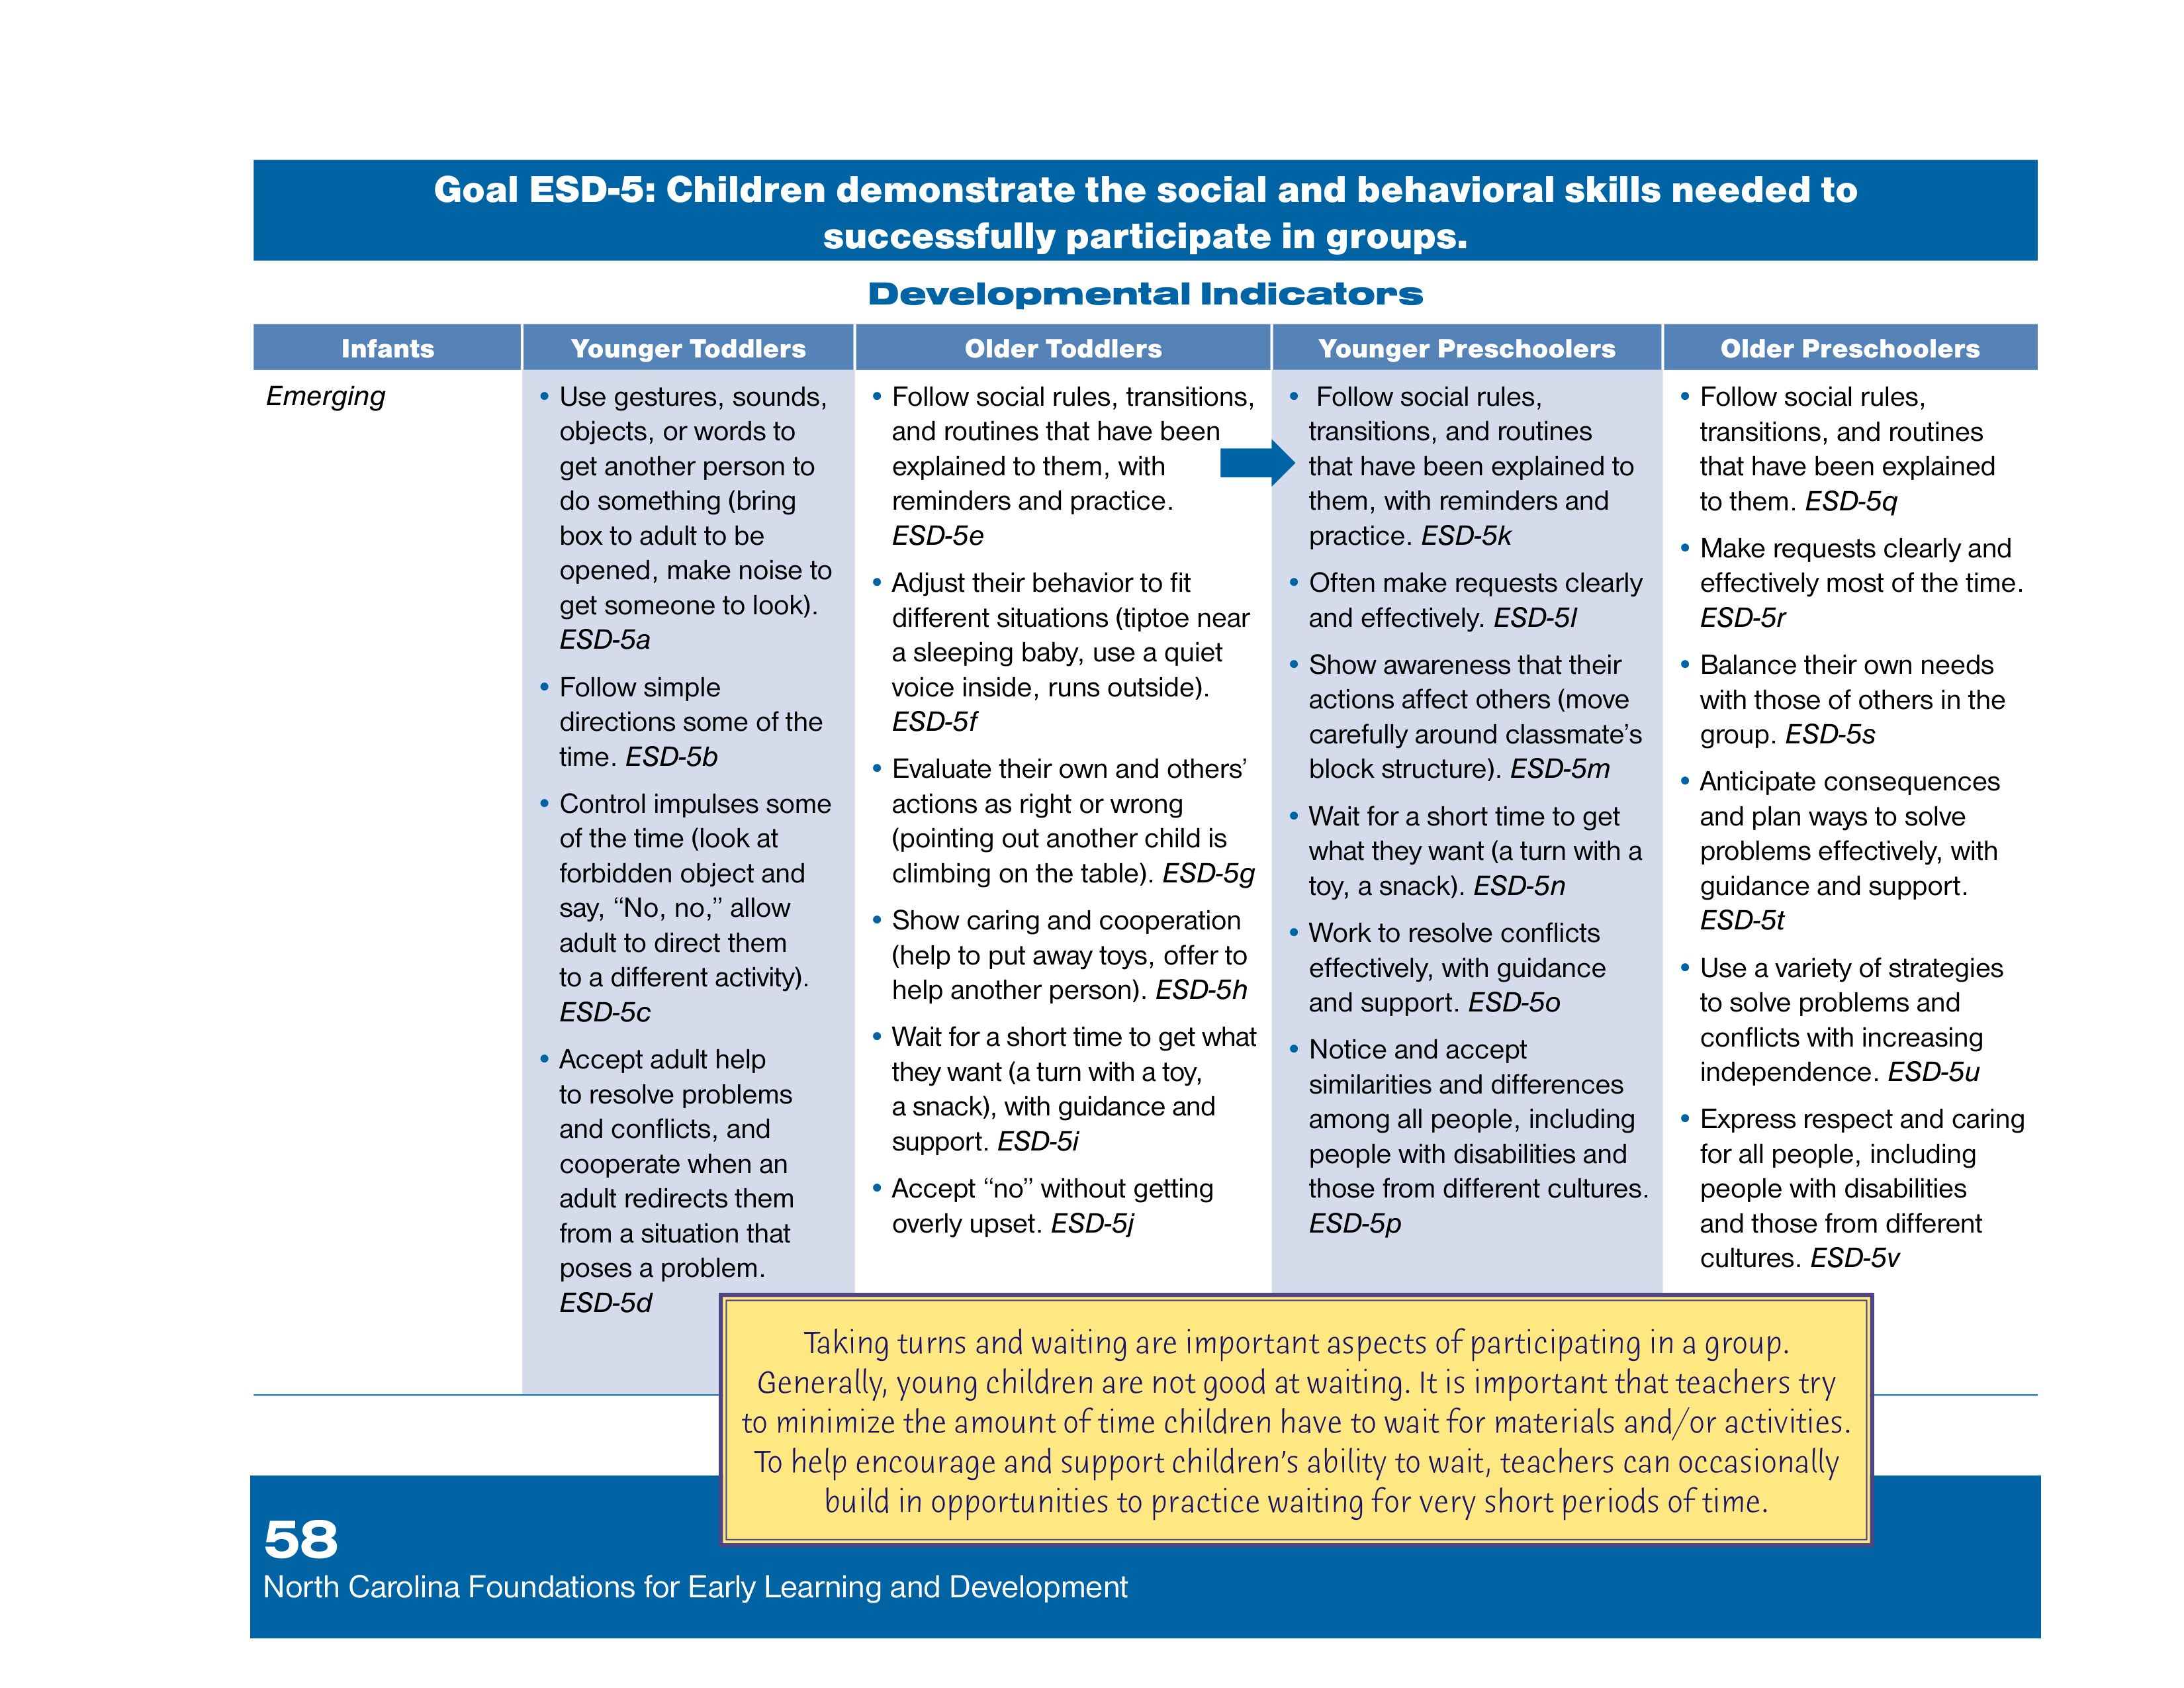 Goal ESD-5: Children demonstrate the social and behavioral skills needed to
successfully participate in groups.
Developmental Indicators
Infants
Younger Toddlers
Older Toddlers
Younger Preschoolers
Older Preschoolers
Emerging
• Use gestures, sounds,
objects, or words to
get another person to
do something (bring
box to adult to be
opened, make noise to
get someone to look).
ESD-5a
• Follow simple
directions some of the
time. ESD-5b
• Control impulses some
of the time (look at
forbidden object and
say, “No, no,” allow
adult to direct them
to a different activity).
ESD-5c
• Accept adult help
to resolve problems
and conflicts, and
cooperate when an
adult redirects them
from a situation that
poses a problem.
ESD-5d
• Follow social rules, transitions,
and routines that have been
explained to them, with
reminders and practice.
ESD-5e
• Adjust their behavior to fit
different situations (tiptoe near
a sleeping baby, use a quiet
voice inside, runs outside).
ESD-5f
• Evaluate their own and others’
actions as right or wrong
(pointing out another child is
climbing on the table). ESD-5g
• Show caring and cooperation
(help to put away toys, offer to
help another person). ESD-5h
• Wait for a short time to get what
they want (a turn with a toy,
a snack), with guidance and
support. ESD-5i
• Accept “no” without getting
overly upset. ESD-5j
• Follow social rules,
transitions, and routines
that have been explained to
them, with reminders and
practice. ESD-5k
• Often make requests clearly
and effectively. ESD-5l
• Show awareness that their
actions affect others (move
carefully around classmate’s
block structure). ESD-5m
• Wait for a short time to get
what they want (a turn with a
toy, a snack). ESD-5n
• Work to resolve conflicts
effectively, with guidance
and support. ESD-5o
• Notice and accept
similarities and differences
among all people, including
people with disabilities and
those from different cultures.
ESD-5p
• Follow social rules,
transitions, and routines
that have been explained
to them. ESD-5q
• Make requests clearly and
effectively most of the time.
ESD-5r
• Balance their own needs
with those of others in the
group. ESD-5s
• Anticipate consequences
and plan ways to solve
problems effectively, with
guidance and support.
ESD-5t
• Use a variety of strategies
to solve problems and
conflicts with increasing
independence. ESD-5u
• Express respect and caring
for all people, including
people with disabilities
and those from different
cultures. ESD-5v
Taking turns and waiting are important aspects of participating in a group.
Generally, young children are not good at waiting. It is important that teachers try
to minimize the amount of time children have to wait for materials and/or activities.
To help encourage and support children’s ability to wait, teachers can occasionally
build in opportunities to practice waiting for very short periods of time.
58
North Carolina Foundations for Early Learning and Development